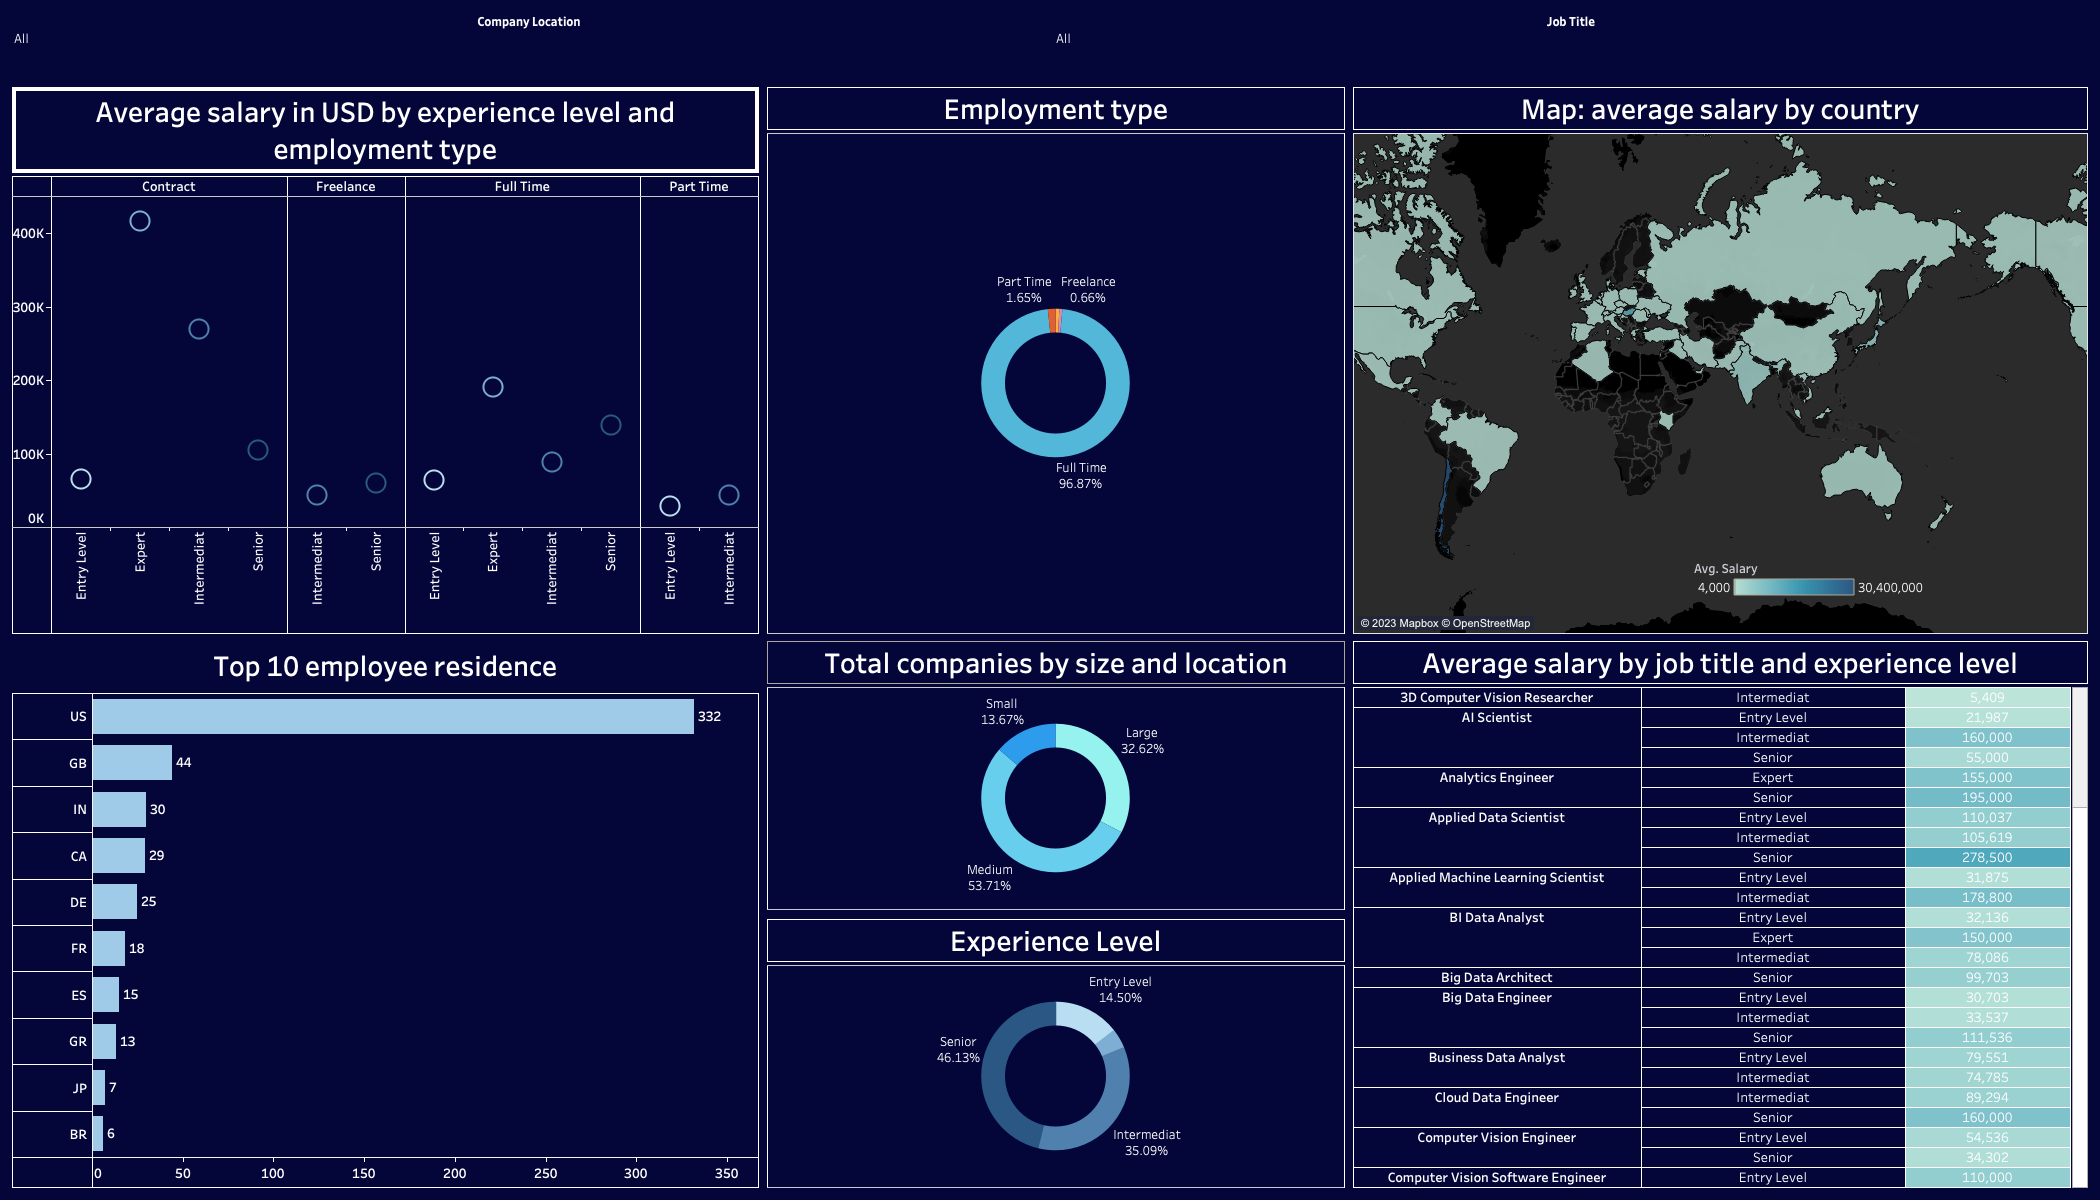 Company Location
Job Title
All
All
Average salary in USD by experience level and
employment type
Contract
Freelance
Full Time
Part Time
400K
300K
200K
100K
0K
Entry Level
Expert
Intermediat
Senior
Intermediat
Senior
Entry Level
Expert
Intermediat
Senior
Entry Level
Intermediat
Employment type
Part Time
1.65%
Freelance
0.66%
Full Time
96.87%
Map: average salary by country
Avg. Salary
4,000
30,400,000
© 2023 Mapbox © OpenStreetMap
Top 10 employee residence
US 332
GB 44
IN 30
CA 29
DE 25
FR 18
ES 15
GR 13
JP 7
BR 6
0 50 100 150 200 250 300 350
Total companies by size and location
Small
13.67%
Large
32.62%
Medium
53.71%
Experience Level
Entry Level
14.50%
Senior
46.13%
Intermediat
35.09%
Average salary by job title and experience level
3D Computer Vision Researcher Intermediat 5,409
AI Scientist Entry Level 21,987
Intermediat 160,000
Senior 55,000
Analytics Engineer Expert 155,000
Senior 195,000
Applied Data Scientist Entry Level 110,037
Intermediat 105,619
Senior 278,500
Applied Machine Learning Scientist Entry Level 31,875
Intermediat 178,800
BI Data Analyst Entry Level 32,136
Expert 150,000
Intermediat 78,086
Big Data Architect Senior 99,703
Big Data Engineer Entry Level 30,703
Intermediat 33,537
Senior 111,536
Business Data Analyst Entry Level 79,551
Intermediat 74,785
Cloud Data Engineer Intermediat 89,294
Senior 160,000
Computer Vision Engineer Entry Level 54,536
Senior 34,302
Computer Vision Software Engineer Entry Level 110,000